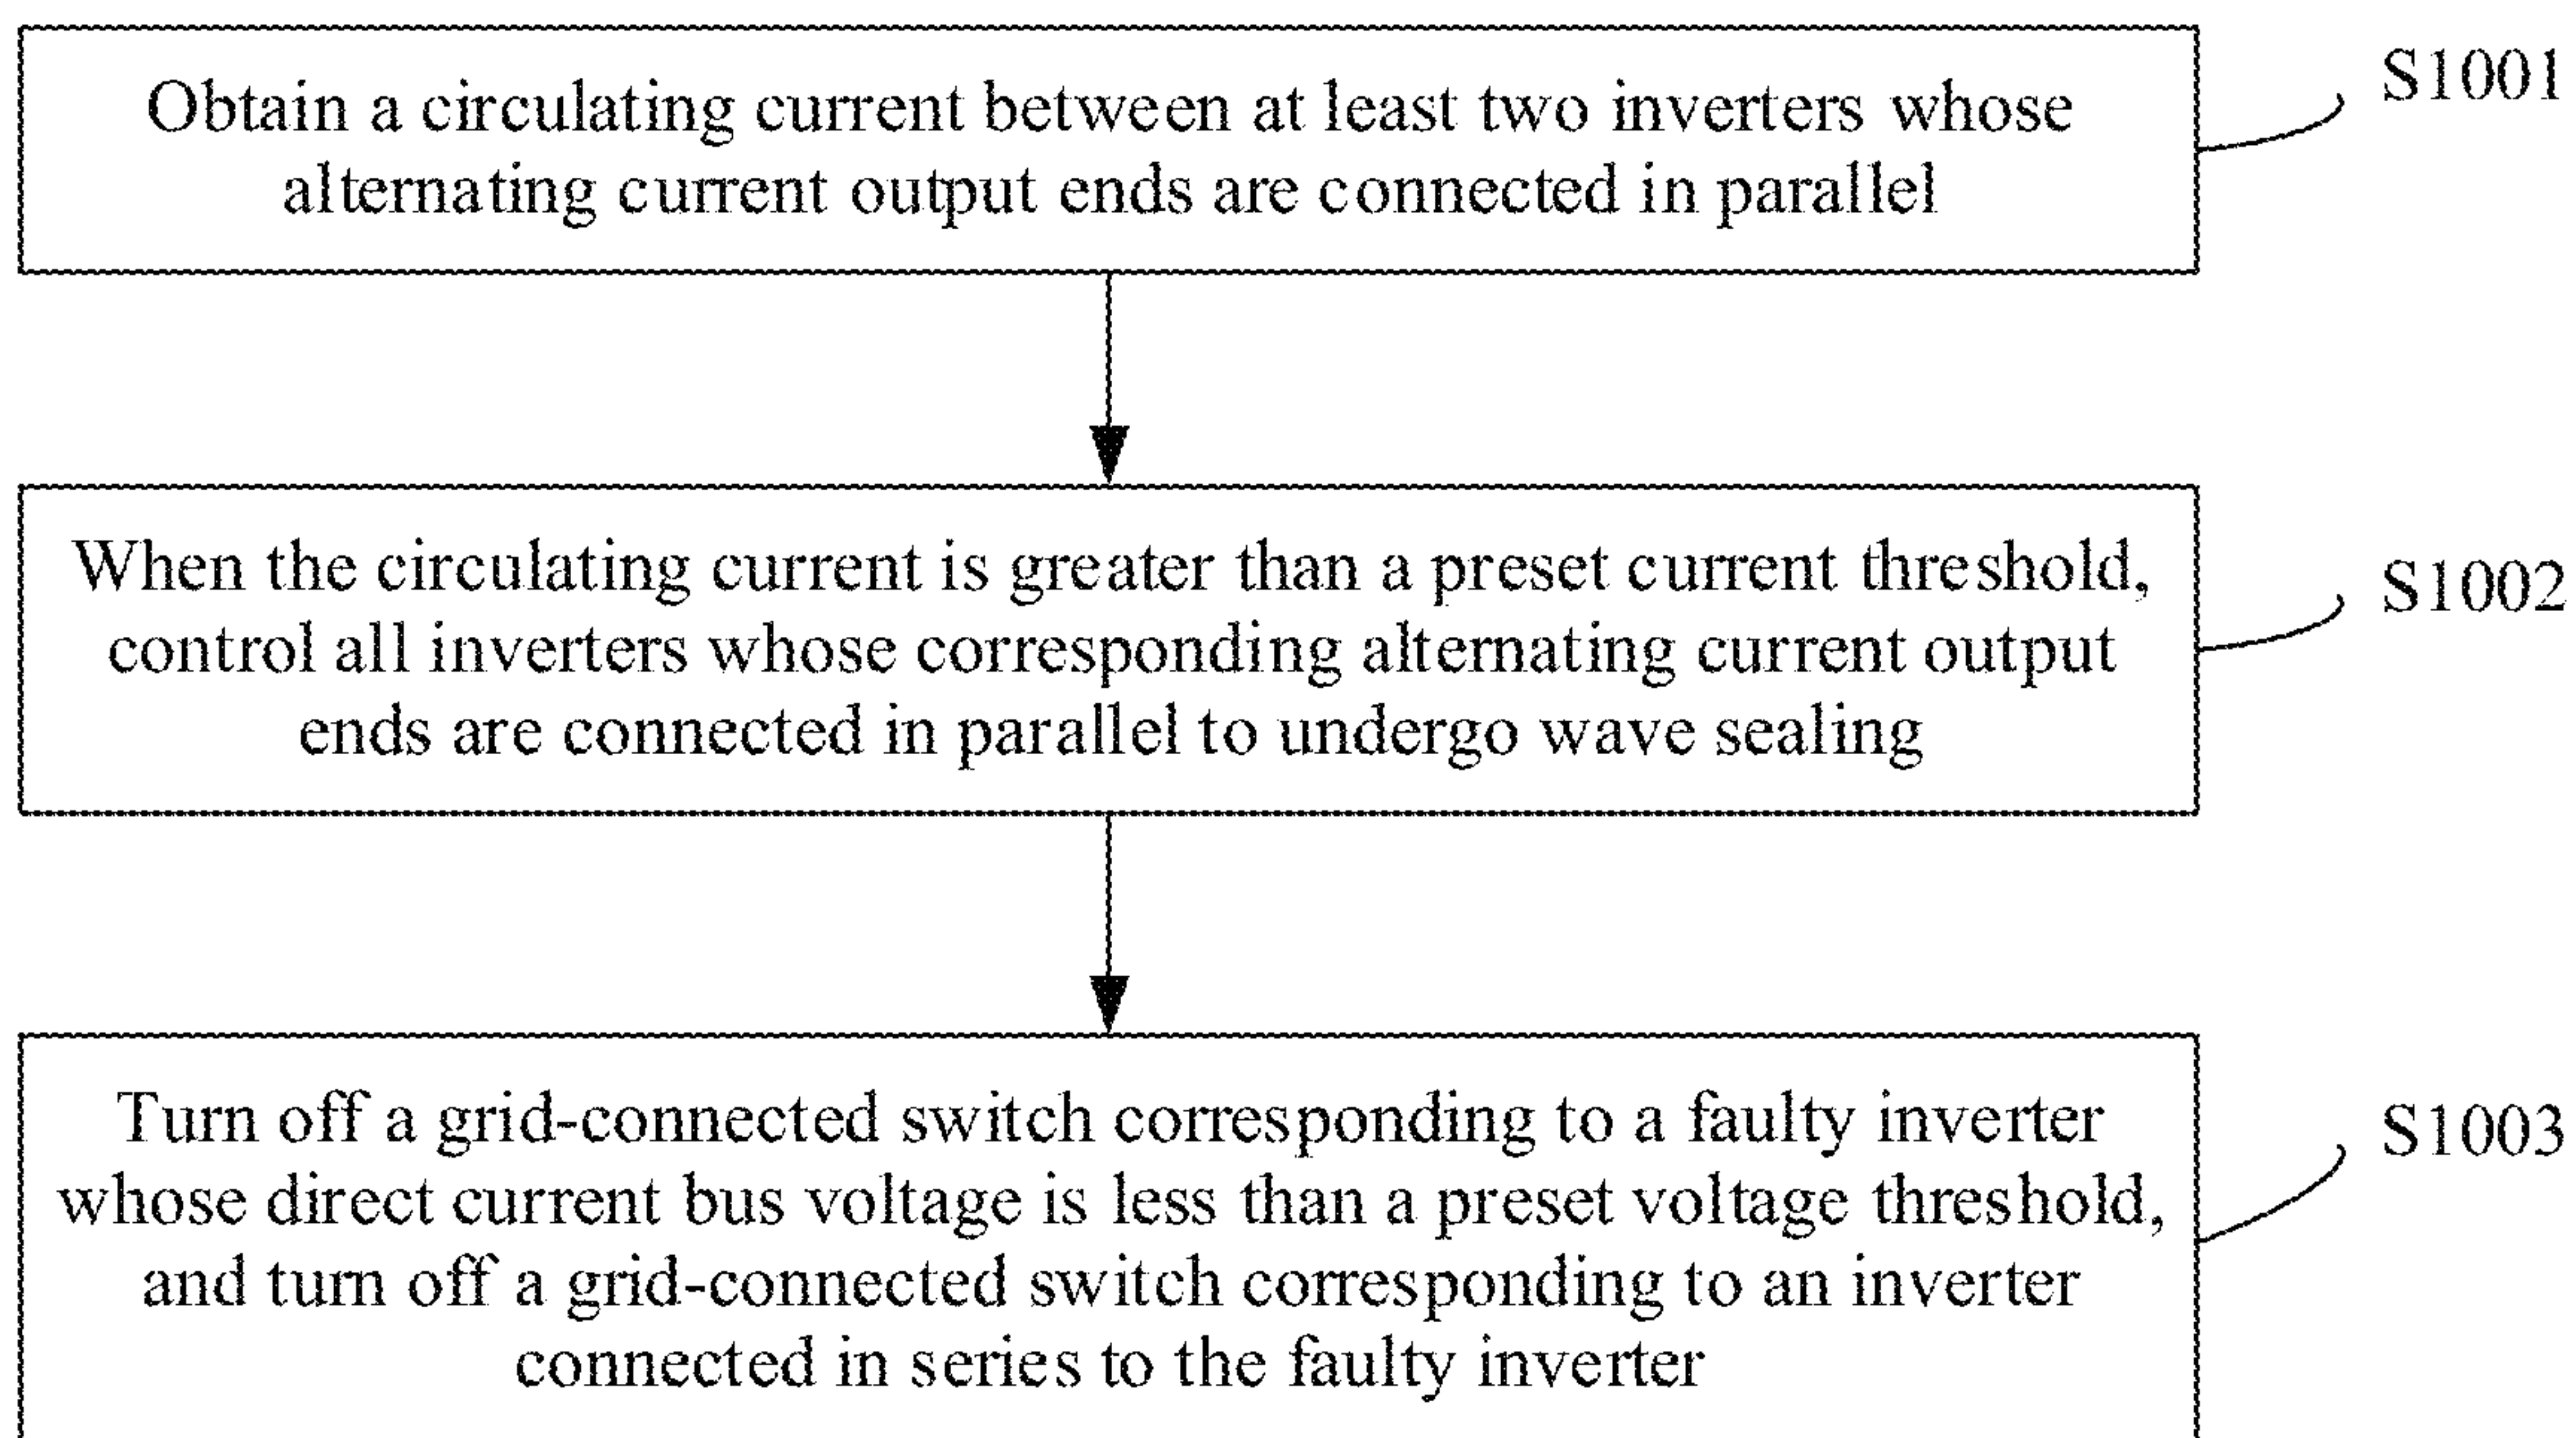 Obtain a circulating current between at least two inverters whose
alternating current output ends are connected in parallel
S1001
When the circulating current is greater than a preset current threshold,
control all inverters whose corresponding alternating current output
ends are connected in parallel to undergo wave sealing
S1002
Turn off a grid-connected switch corresponding to a faulty inverter
whose direct current bus voltage is less than a preset voltage threshold,
and turn off a grid-connected switch corresponding to an inverter
connected in series to the faulty inverter
S1003